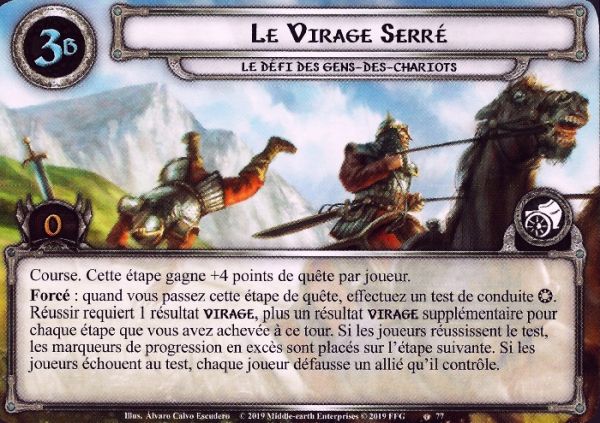 3B
LE VIRAGE SERRÉ
LE DÉFI DES GENS-DES-CHARIOTS
0
Course. Cette étape gagne +4 points de quête par joueur.
Forcé : quand vous passez cette étape de quête, effectuez un test de conduite.
Réussir requiert 1 résultat VIRAGE, plus un résultat VIRAGE supplémentaire pour
chaque étape que vous avez achevée à ce tour. Si les joueurs réussissent le test,
les marqueurs de progression en excès sont placés sur l'étape suivante. Si les
joueurs échouent au test, chaque joueur défausse un allié qu'il contrôle.
Illus. Álvaro Calvo Escudero © 2019 Middle-earth Enterprises © 2019 FFG 77